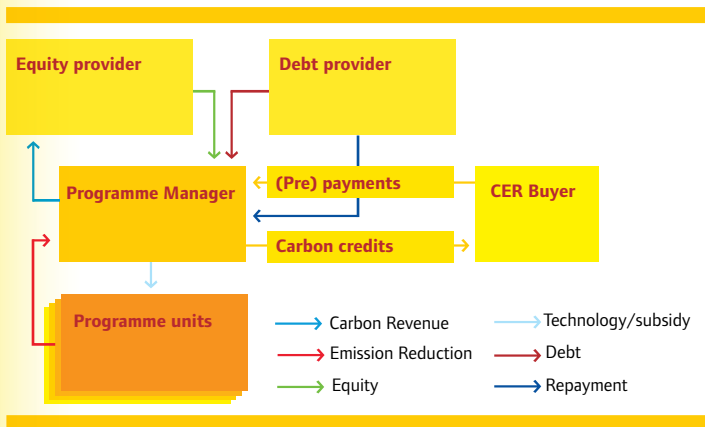 Equity provider
Debt provider
Programme Manager
(Pre) payments
CER Buyer
Carbon credits
Programme units
Carbon Revenue
Technology/subsidy
Emission Reduction
Debt
Equity
Repayment